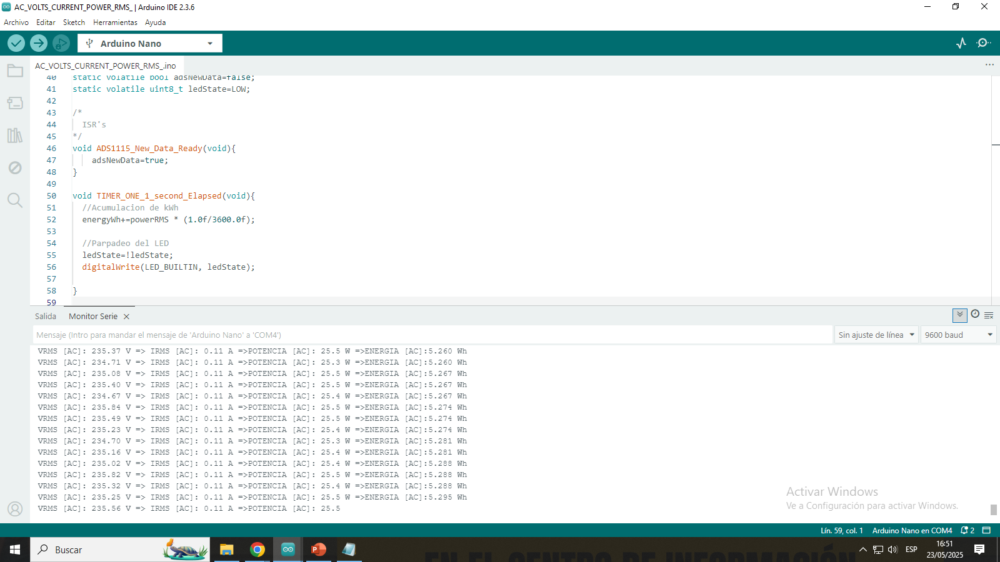 AC_VOLTS_CURRENT_POWER_RMS_ | Arduino IDE 2.3.6
Archivo Editar Sketch Herramientas Ayuda
Arduino Nano
AC_VOLTS_CURRENT_POWER_RMS_.ino
40 static volatile bool adsNewData=false;
41 static volatile uint8_t ledState=LOW;
42
43 /*
44 ISR's
45 */
46 void ADS1115_New_Data_Ready(void){
47 adsNewData=true;
48 }
49
50 void TIMER_ONE_1_second_Elapsed(void){
51 //Acumulacion de kWh
52 energyWh+=powerRMS * (1.0f/3600.0f);
53
54 //Parpadeo del LED
55 ledState=!ledState;
56 digitalWrite(LED_BUILTIN, ledState);
57
58 }
59
Salida Monitor Serie
Mensaje (Intro para mandar el mensaje de 'Arduino Nano' a 'COM4') Sin ajuste de línea 9600 baud
VRMS [AC]: 235.37 V => IRMS [AC]: 0.11 A =>POTENCIA [AC]: 25.5 W =>ENERGIA [AC]:5.260 Wh
VRMS [AC]: 234.71 V => IRMS [AC]: 0.11 A =>POTENCIA [AC]: 25.3 W =>ENERGIA [AC]:5.260 Wh
VRMS [AC]: 235.08 V => IRMS [AC]: 0.11 A =>POTENCIA [AC]: 25.5 W =>ENERGIA [AC]:5.267 Wh
VRMS [AC]: 235.40 V => IRMS [AC]: 0.11 A =>POTENCIA [AC]: 25.5 W =>ENERGIA [AC]:5.267 Wh
VRMS [AC]: 234.67 V => IRMS [AC]: 0.11 A =>POTENCIA [AC]: 25.4 W =>ENERGIA [AC]:5.267 Wh
VRMS [AC]: 235.84 V => IRMS [AC]: 0.11 A =>POTENCIA [AC]: 25.5 W =>ENERGIA [AC]:5.274 Wh
VRMS [AC]: 235.49 V => IRMS [AC]: 0.11 A =>POTENCIA [AC]: 25.5 W =>ENERGIA [AC]:5.274 Wh
VRMS [AC]: 235.23 V => IRMS [AC]: 0.11 A =>POTENCIA [AC]: 25.4 W =>ENERGIA [AC]:5.274 Wh
VRMS [AC]: 234.70 V => IRMS [AC]: 0.11 A =>POTENCIA [AC]: 25.3 W =>ENERGIA [AC]:5.281 Wh
VRMS [AC]: 235.16 V => IRMS [AC]: 0.11 A =>POTENCIA [AC]: 25.4 W =>ENERGIA [AC]:5.281 Wh
VRMS [AC]: 235.02 V => IRMS [AC]: 0.11 A =>POTENCIA [AC]: 25.4 W =>ENERGIA [AC]:5.288 Wh
VRMS [AC]: 235.82 V => IRMS [AC]: 0.11 A =>POTENCIA [AC]: 25.5 W =>ENERGIA [AC]:5.288 Wh
VRMS [AC]: 235.32 V => IRMS [AC]: 0.11 A =>POTENCIA [AC]: 25.4 W =>ENERGIA [AC]:5.288 Wh
VRMS [AC]: 235.25 V => IRMS [AC]: 0.11 A =>POTENCIA [AC]: 25.5 W =>ENERGIA [AC]:5.295 Wh
VRMS [AC]: 235.56 V => IRMS [AC]: 0.11 A =>POTENCIA [AC]: 25.5
Activar Windows
Ve a Configuración para activar Windows.
Lín. 59, col. 1 Arduino Nano en COM4 2
Buscar
EN EL CENTRO DE INFORMACIÓN
ESP
16:51
23/05/2025